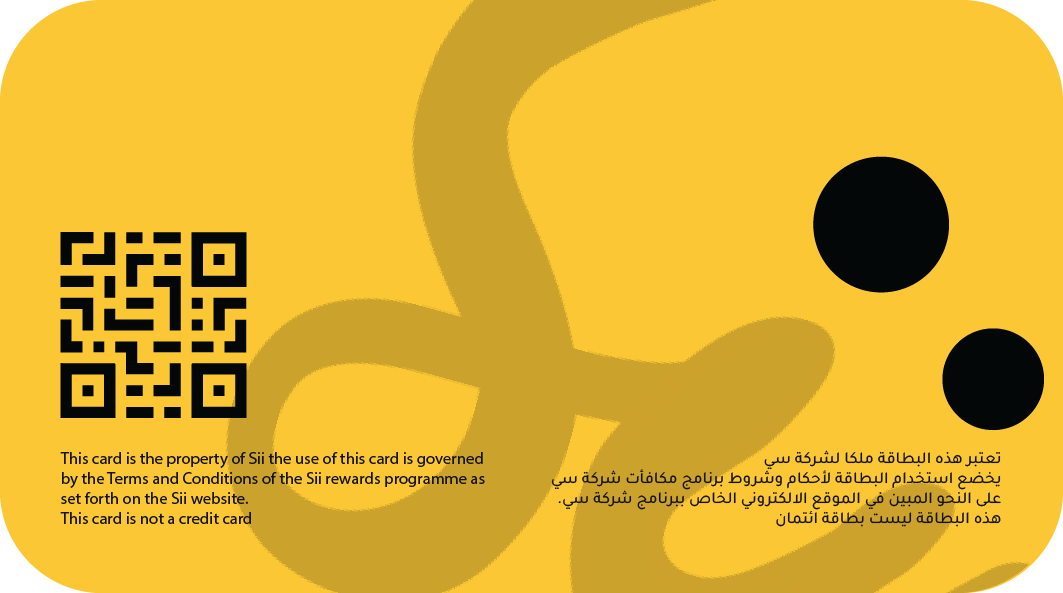 This card is the property of Sii the use of this card is governed
by the Terms and Conditions of the Sii rewards programme as
set forth on the Sii website.
This card is not a credit card
تعتبر هذه البطاقة ملكا لشركة سي
يخضع استخدام البطاقة لأحكام وشروط برنامج مكافأت شركة سي
على النحو المبين في الموقع الالكتروني الخاص ببرنامج شركة سي.
هذه البطاقة ليست بطاقة ائتمان